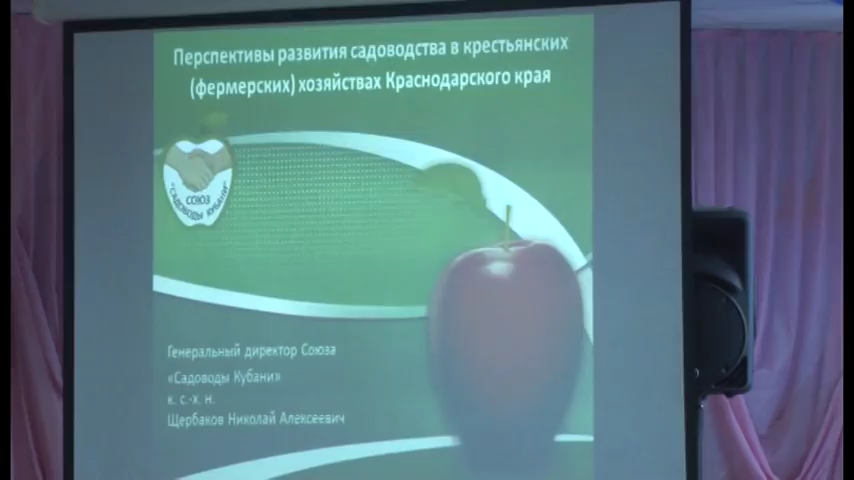 Перспективы развития садоводства в крестьянских
(фермерских) хозяйствах Краснодарского края
СОЮЗ
"САДОВОДЫ КУБАНИ"
Генеральный директор Союза
«Садоводы Кубани»
к. с.-х. н.
Щербаков Николай Алексеевич